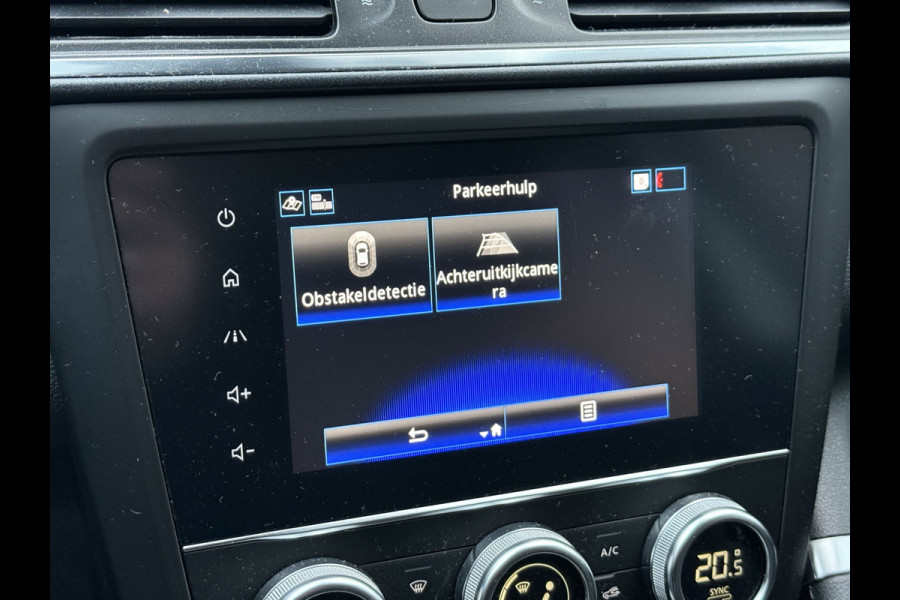 Parkeerhulp
Obstakeldetectie
Achteruitkijkcame
ra
A/C
20.5
SYNC